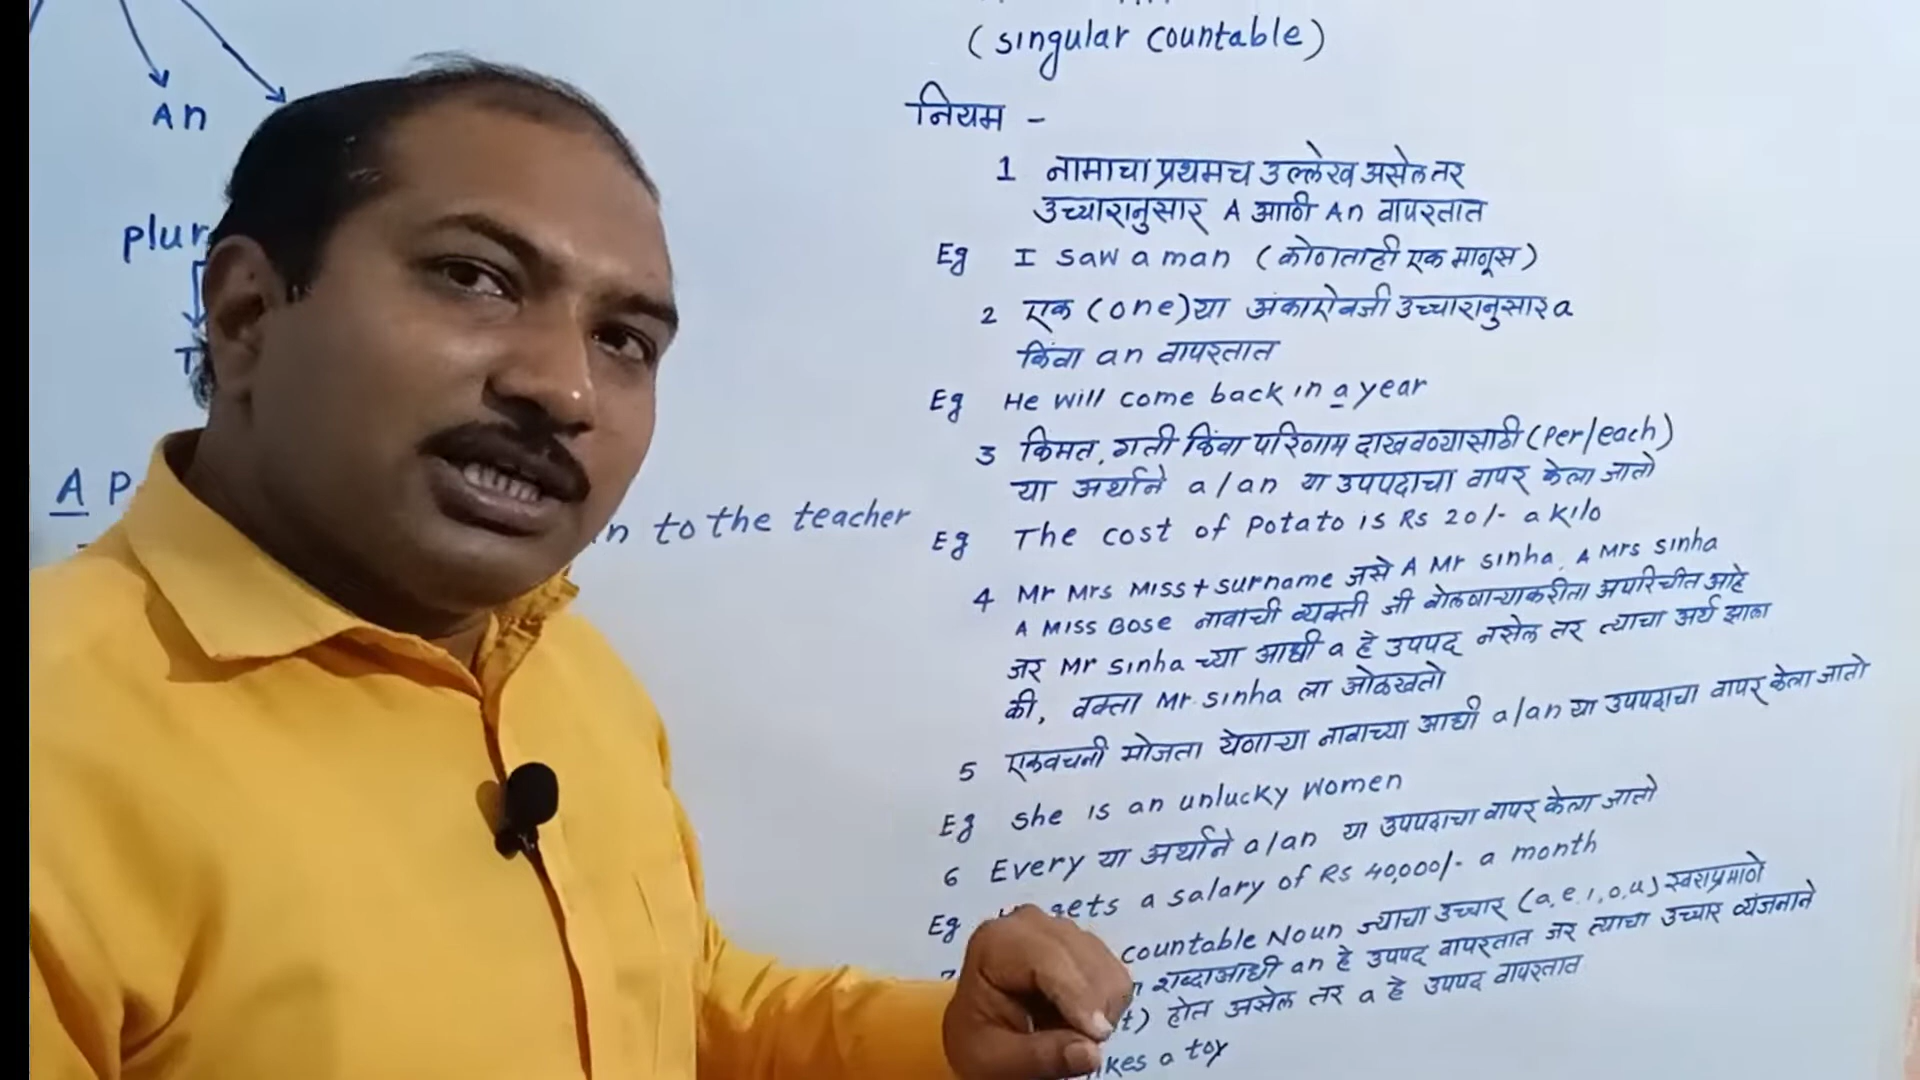 (singular countable)
An
नियम -
plur
1 नामाचा प्रथमच उल्लेख असेल तर
उच्चारानुसार A आणि An वापरतात
Eg I saw a man (कोणताही एक माणूस)
2 एक (one) या अंकाऐवजी उच्चारानुसार a
किंवा an वापरतात
Eg He will come back in a year
3 किंमत, गती किंवा परिणाम दाखवण्यासाठी (Per/each)
या अर्थाने a/an या उपपदाचा वापर केला जातो
A P
n to the teacher
Eg The cost of Potato is Rs 20/- a kilo
4 Mr Mrs Miss + surname जसे A Mr sinha, A Mrs sinha
A Miss Bose नावाची व्यक्ती जी बोलणाऱ्याकरीता अपरिचीत आहे
जर Mr sinha च्या आधी a हे उपपद नसेल तर त्याचा अर्थ झाला
की, वक्ता Mr. sinha ला ओळखतो
5 एकवचनी मोजता येणाऱ्या नावाच्या आधी a/an या उपपदाचा वापर केला जातो
Eg she is an unlucky women
6 Every या अर्थाने a/an या उपपदाचा वापर केला जातो
Eg gets a salary of Rs 40,000/- a month
countable Noun ज्याचा उच्चार (a, e, i, o, u) स्वराप्रमाणे
शब्दाआधी an हे उपपद वापरतात जर त्याचा उच्चार व्यंजनाने
t) होत असेल तर a हे उपपद वापरतात
kes a toy